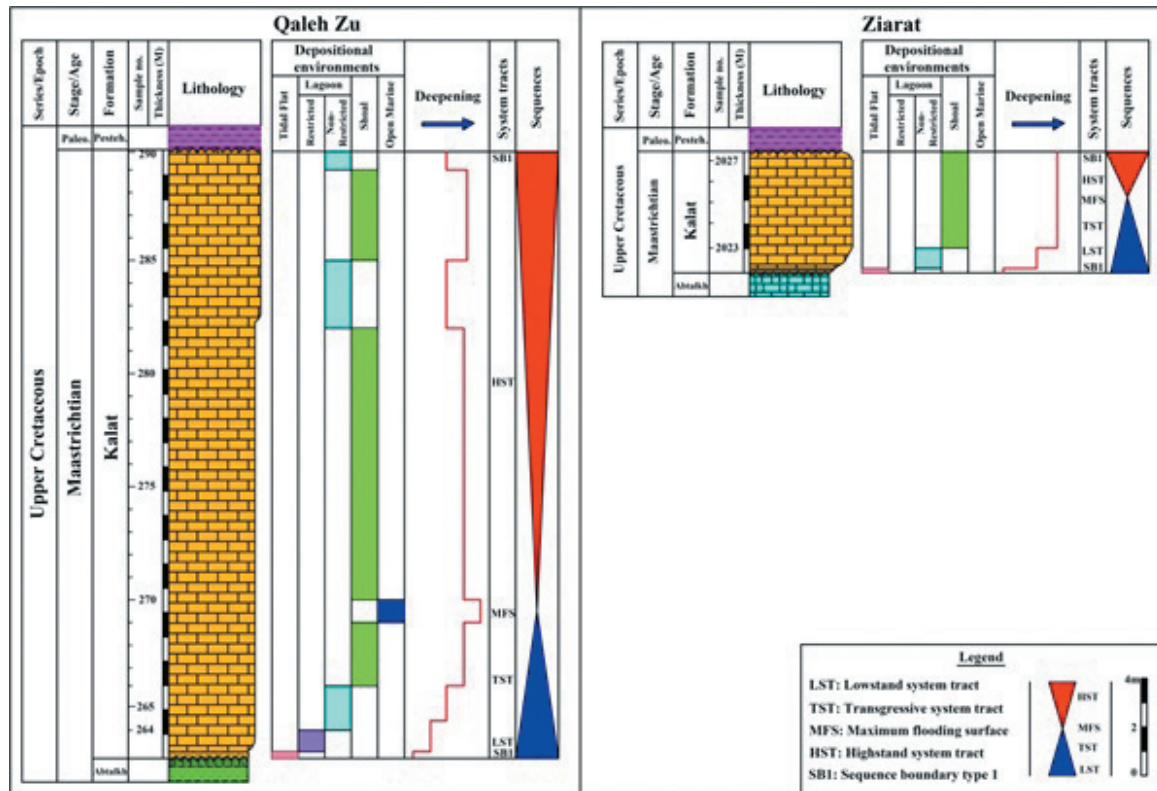 Qaleh Zu
Series/Epoch
Stage/Age
Formation
Sample no.
Thickness (M)
Lithology
Depositional
environments
Tidal Flat
Lagoon
Restricted
Non-
Restricted
Shoal
Open Marine
Deepening
System tracts
Sequences
Paleo.
Pesteh.
Upper Cretaceous
Maastrichtian
Kalat
Abtalkh
290
285
280
275
270
265
264
SB1
HST
MFS
TST
LST
SB1
Ziarat
Series/Epoch
Stage/Age
Formation
Sample no.
Thickness (M)
Lithology
Depositional
environments
Tidal Flat
Lagoon
Restricted
Non-
Restricted
Shoal
Open Marine
Deepening
System tracts
Sequences
Paleo.
Pesteh.
Upper Cretaceous
Maastrichtian
Kalat
Abtalkh
2027
2023
SB1
HST
MFS
TST
LST
SB1
Legend
LST: Lowstand system tract
TST: Transgressive system tract
MFS: Maximum flooding surface
HST: Highstand system tract
SB1: Sequence boundary type 1
HST
MFS
TST
LST
4m
2
0